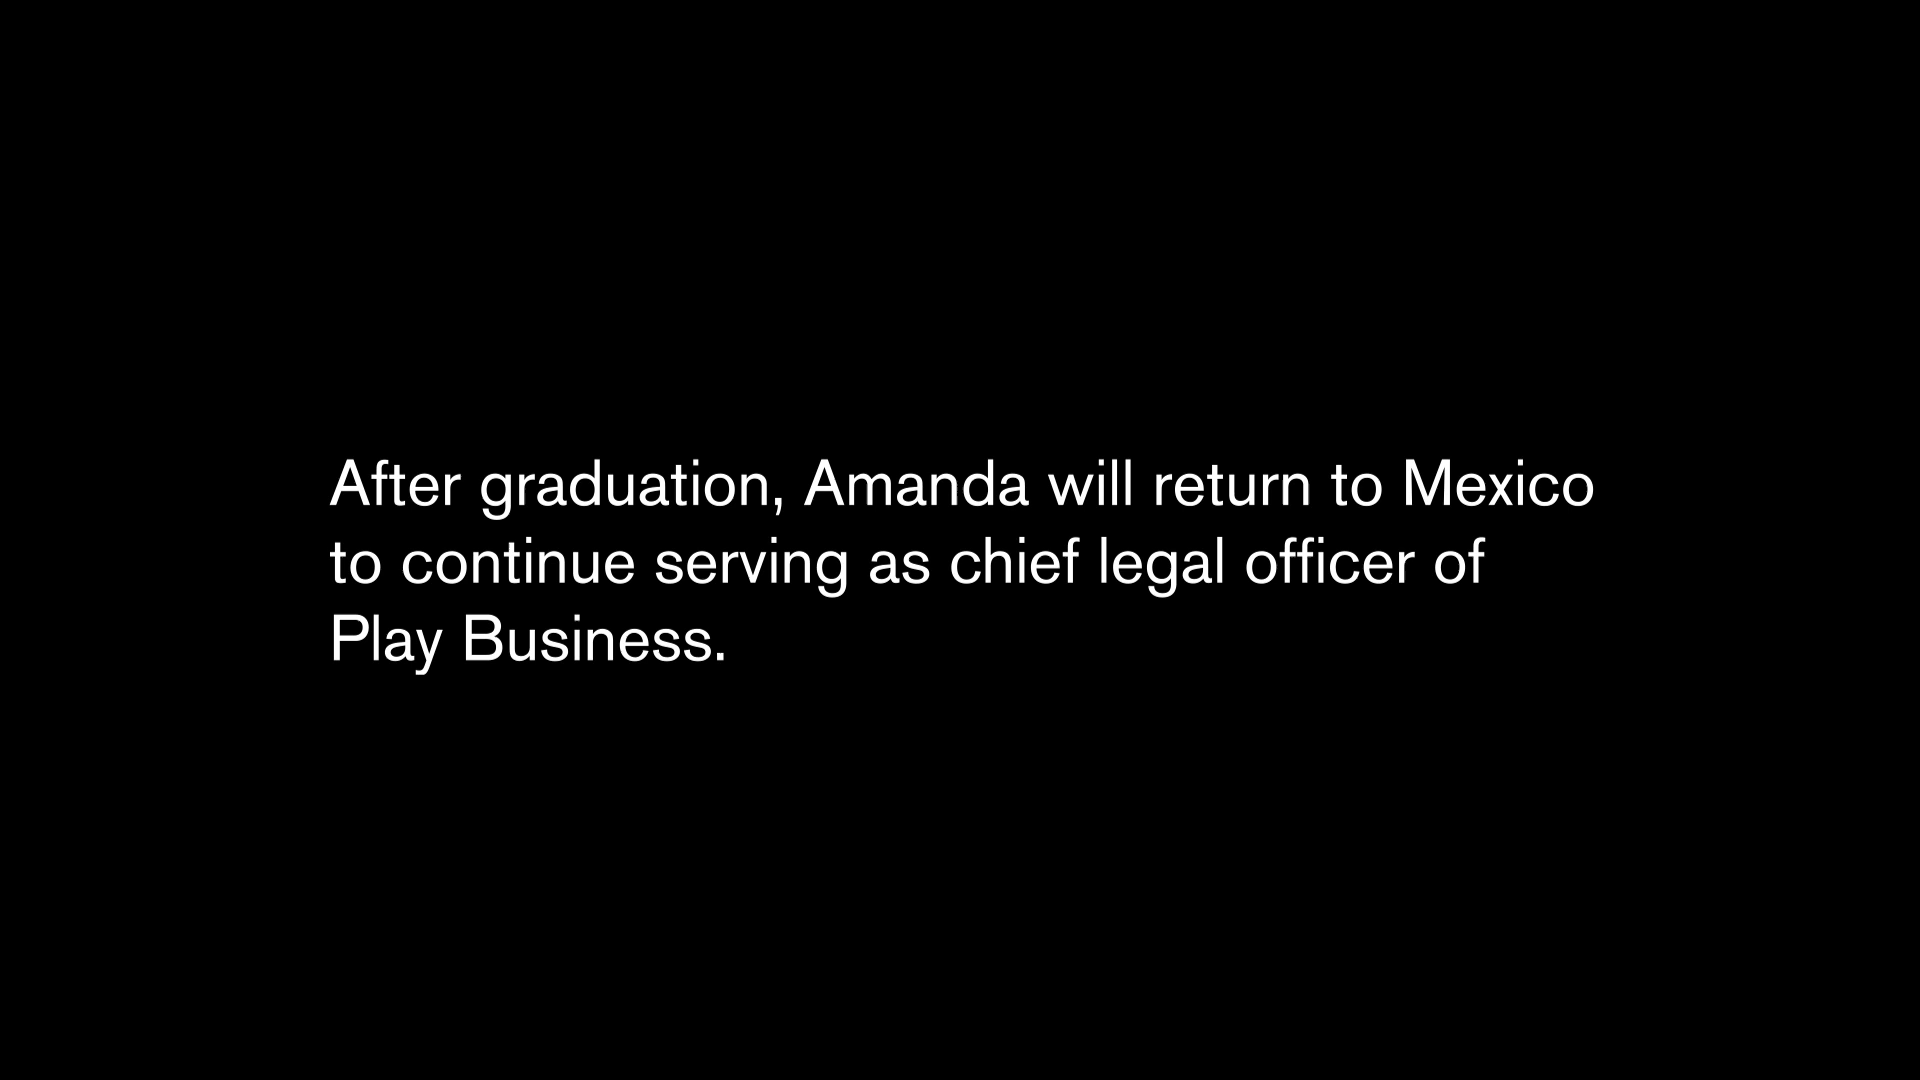 After graduation, Amanda will return to Mexico
to continue serving as chief legal officer of
Play Business.